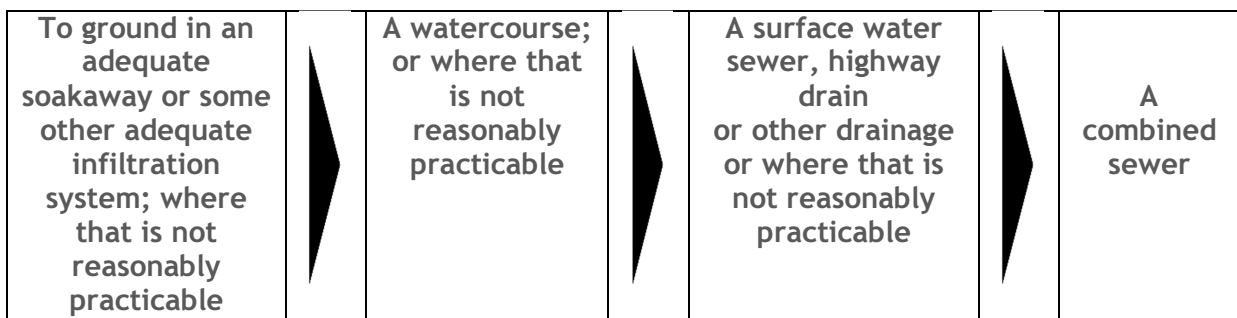 To ground in an
adequate
soakaway or some
other adequate
infiltration
system; where
that is not
reasonably
practicable
A watercourse;
or where that
is not
reasonably
practicable
A surface water
sewer, highway
drain
or other drainage
or where that is
not reasonably
practicable
A
combined
sewer